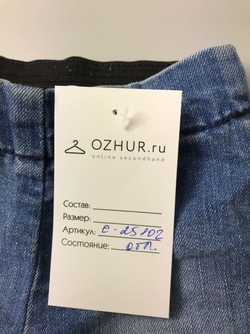 OZHUR.ru
online secondhand
Состав:
Размер:
Артикул: е-25102
Состояние: отл.